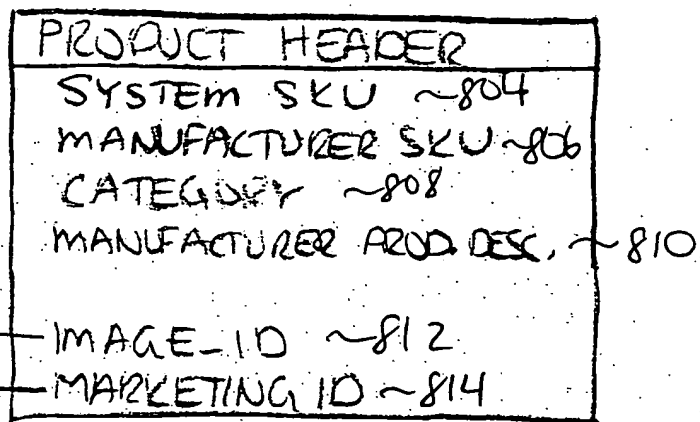 PRODUCT HEADER
SYSTEM SKU ~804
MANUFACTURER SKU ~806
CATEGORY ~808
MANUFACTURER PROD. DESC. ~810
IMAGE-ID ~812
MARKETING ID ~814